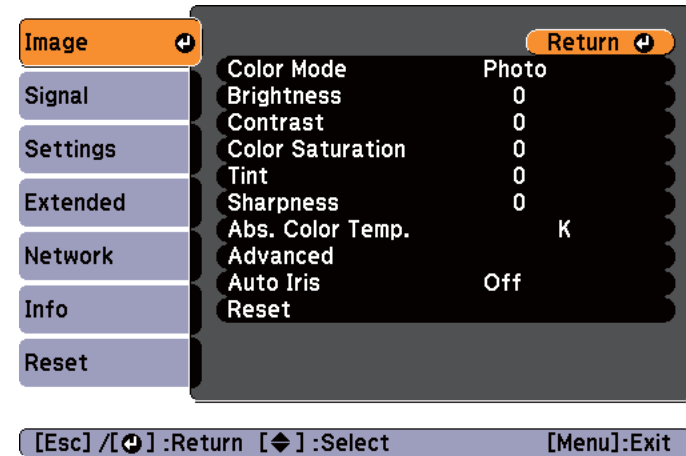 Image
Signal
Settings
Extended
Network
Info
Reset
Return
Color Mode Photo
Brightness 0
Contrast 0
Color Saturation 0
Tint 0
Sharpness 0
Abs. Color Temp. K
Advanced
Auto Iris Off
Reset
[Esc] /[ ] :Return [ ] :Select [Menu]:Exit